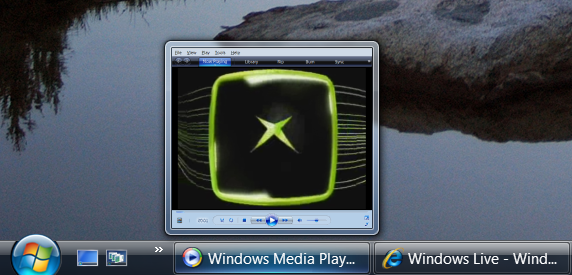 File View Play Tools Help
Now Playing Library Rip Burn Sync
» Windows Media Play... Windows Live - Wind...